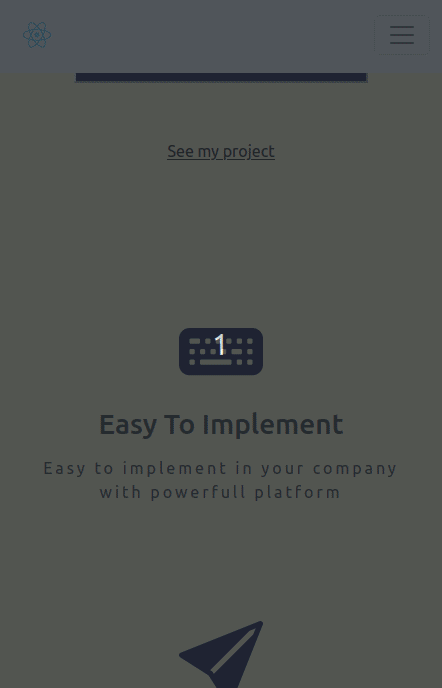 See my project
1
Easy To Implement
Easy to implement in your company
with powerfull platform